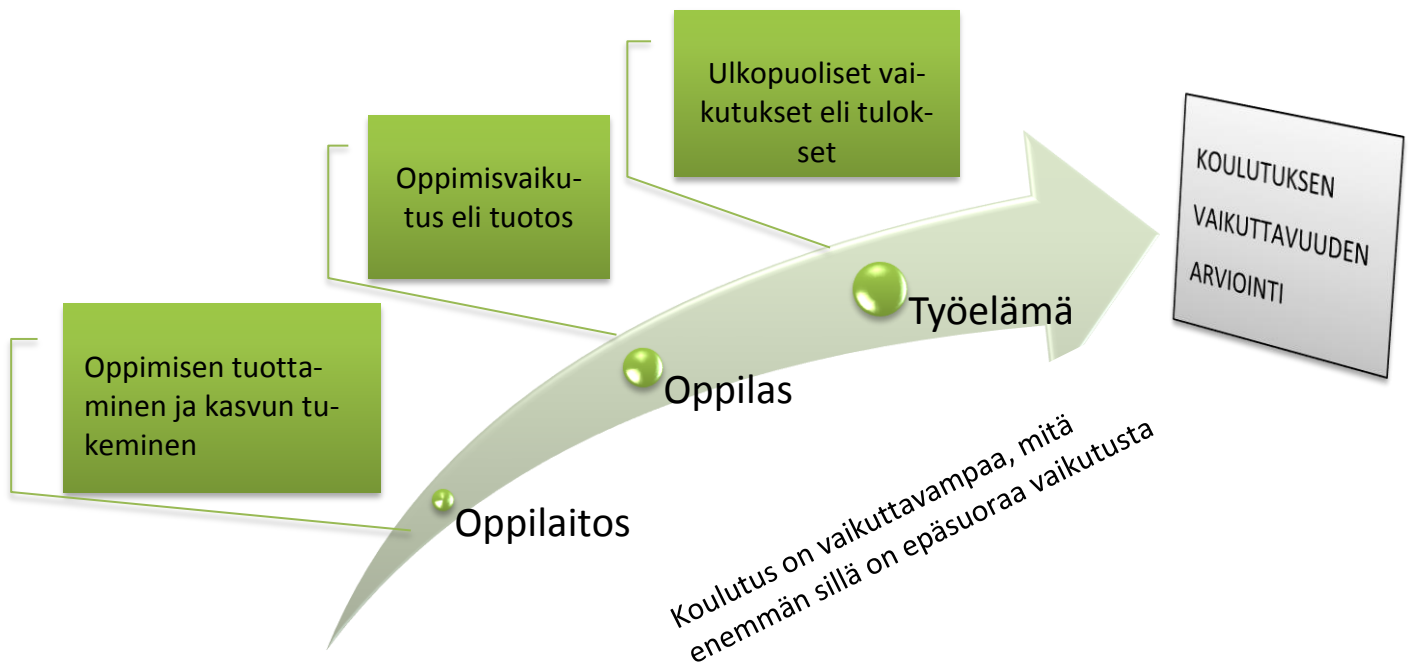 Ulkopuoliset vai-
kutukset eli tulok-
set
Oppimisvaiku-
tus eli tuotos
Oppimisen tuotta-
minen ja kasvun tu-
keminen
Oppilaitos
Oppilas
Työelämä
KOULUTUKSEN
VAIKUTTAVUUDEN
ARVIOINTI
Koulutus on vaikuttavampaa, mitä
enemmän sillä on epäsuoraa vaikutusta